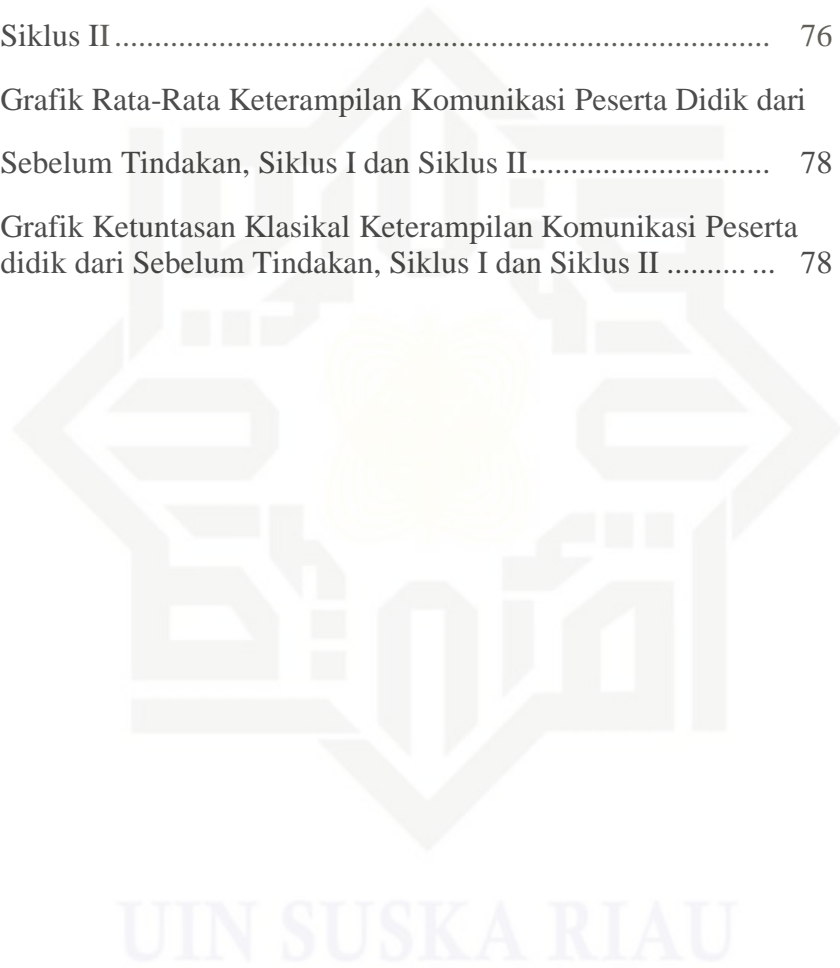 Siklus II.................................................................................. 76
Grafik Rata-Rata Keterampilan Komunikasi Peserta Didik dari
Sebelum Tindakan, Siklus I dan Siklus II............................. 78
Grafik Ketuntasan Klasikal Keterampilan Komunikasi Peserta
didik dari Sebelum Tindakan, Siklus I dan Siklus II .......... ... 78
UIN SUSKA RIAU